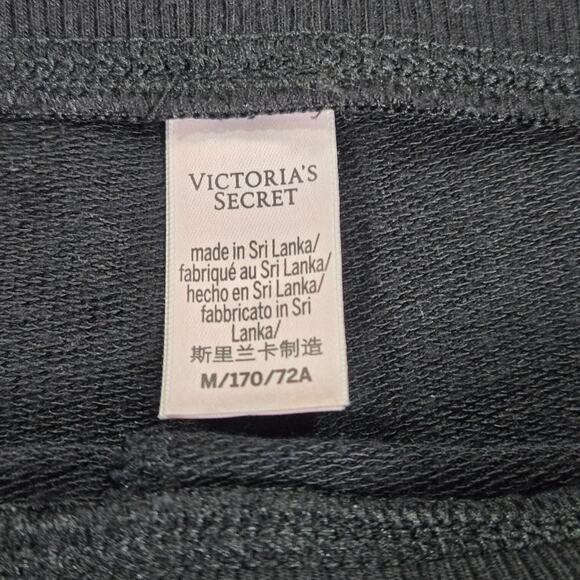 VICTORIA'S
SECRET
made in Sri Lanka/
fabriqué au Sri Lanka/
hecho en Sri Lanka/
fabbricato in Sri
Lanka/
斯里兰卡制造
M/170/72A